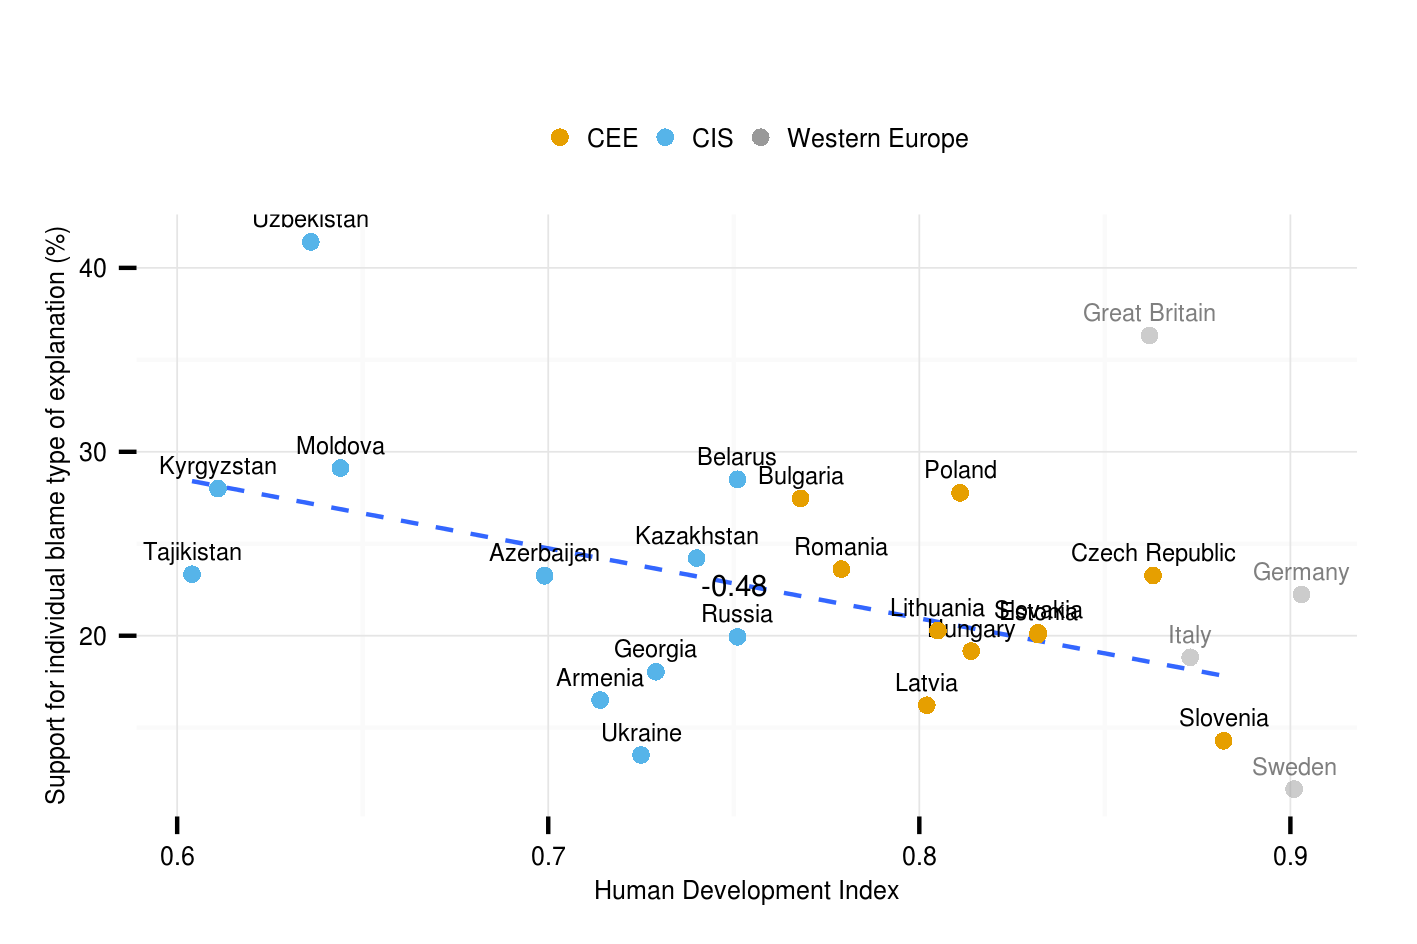 CEE CIS Western Europe
Support for individual blame type of explanation (%)
40
30
20
Uzbekistan
Great Britain
Moldova
Kyrgyzstan
Belarus
Bulgaria
Poland
Kazakhstan
Tajikistan
Azerbaijan
Romania
Czech Republic
Germany
-0.48
Russia
Lithuania
Slovakia
Estonia
Hungary
Italy
Georgia
Armenia
Latvia
Ukraine
Slovenia
Sweden
0.6 0.7 0.8 0.9
Human Development Index